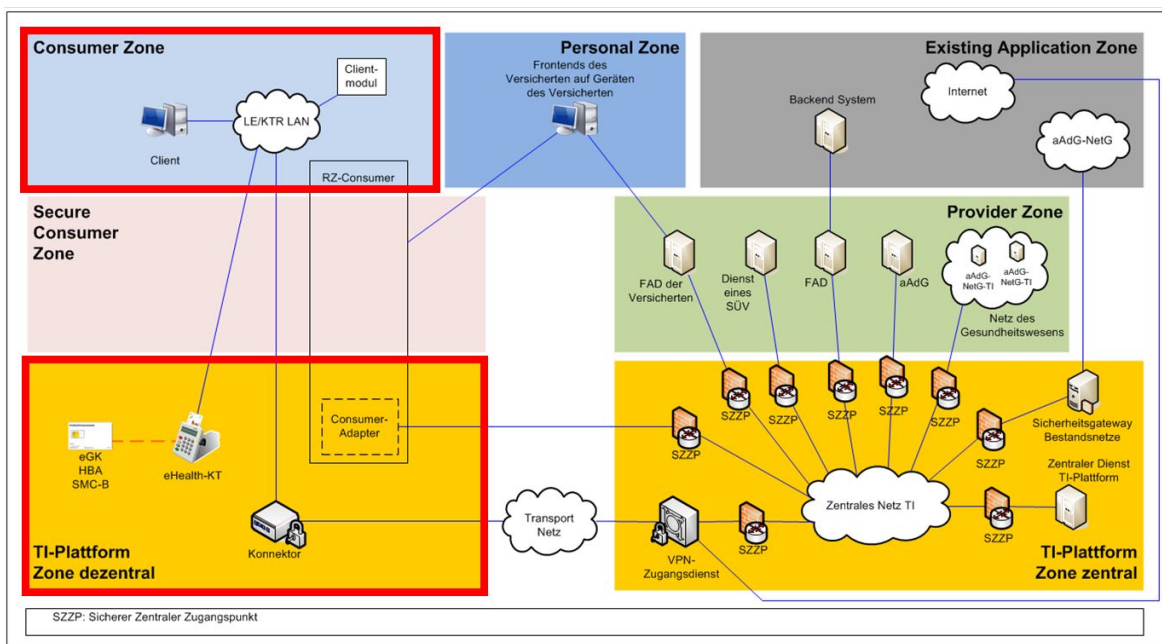 Consumer Zone
Client-
modul
LE/KTR LAN
Client
RZ-Consumer
Personal Zone
Frontends des
Versicherten auf Geräten
des Versicherten
Existing Application Zone
Internet
Backend System
aAdG-NetG
Secure
Consumer
Zone
Provider Zone
FAD der
Versicherten
Dienst
eines
SÜV
FAD
aAdG
aAdG-
NetG-TI
aAdG-
NetG-TI
Netz des
Gesundheitswesens
eGK
HBA
SMC-B
eHealth-KT
Consumer-
Adapter
Konnektor
TI-Plattform
Zone dezentral
Transport
Netz
SZZP
SZZP
SZZP
SZZP
SZZP
SZZP
SZZP
Sicherheitsgateway
Bestandsnetze
Zentraler Dienst
TI-Plattform
Zentrales Netz TI
SZZP
SZZP
VPN-
Zugangsdienst
TI-Plattform
Zone zentral
SZZP: Sicherer Zentraler Zugangspunkt